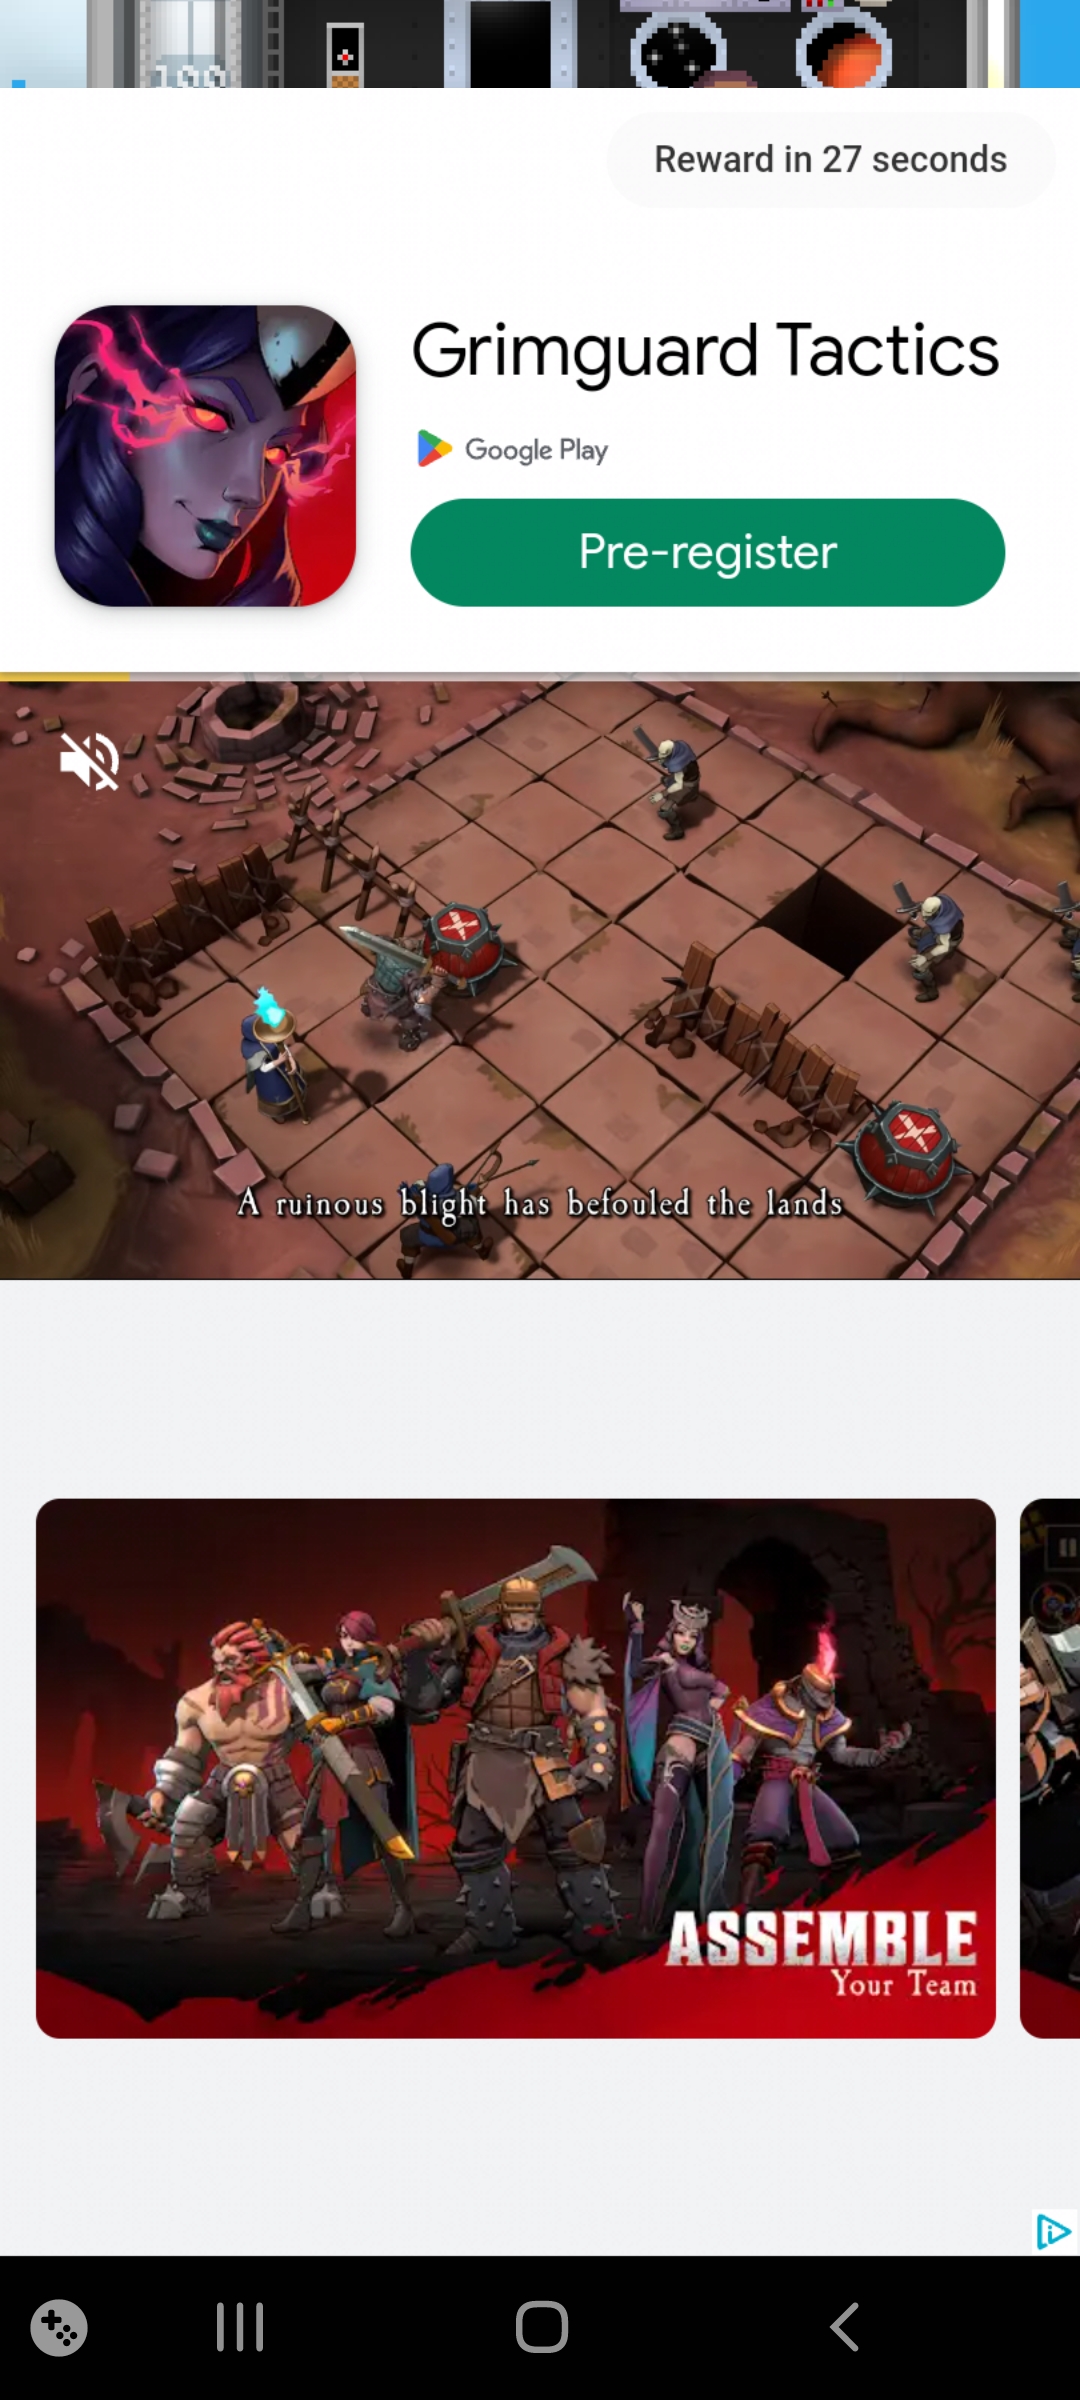 100
Reward in 27 seconds
Grimguard Tactics
Google Play
Pre-register
A ruinous blight has befouled the lands
ASSEMBLE
Your Team